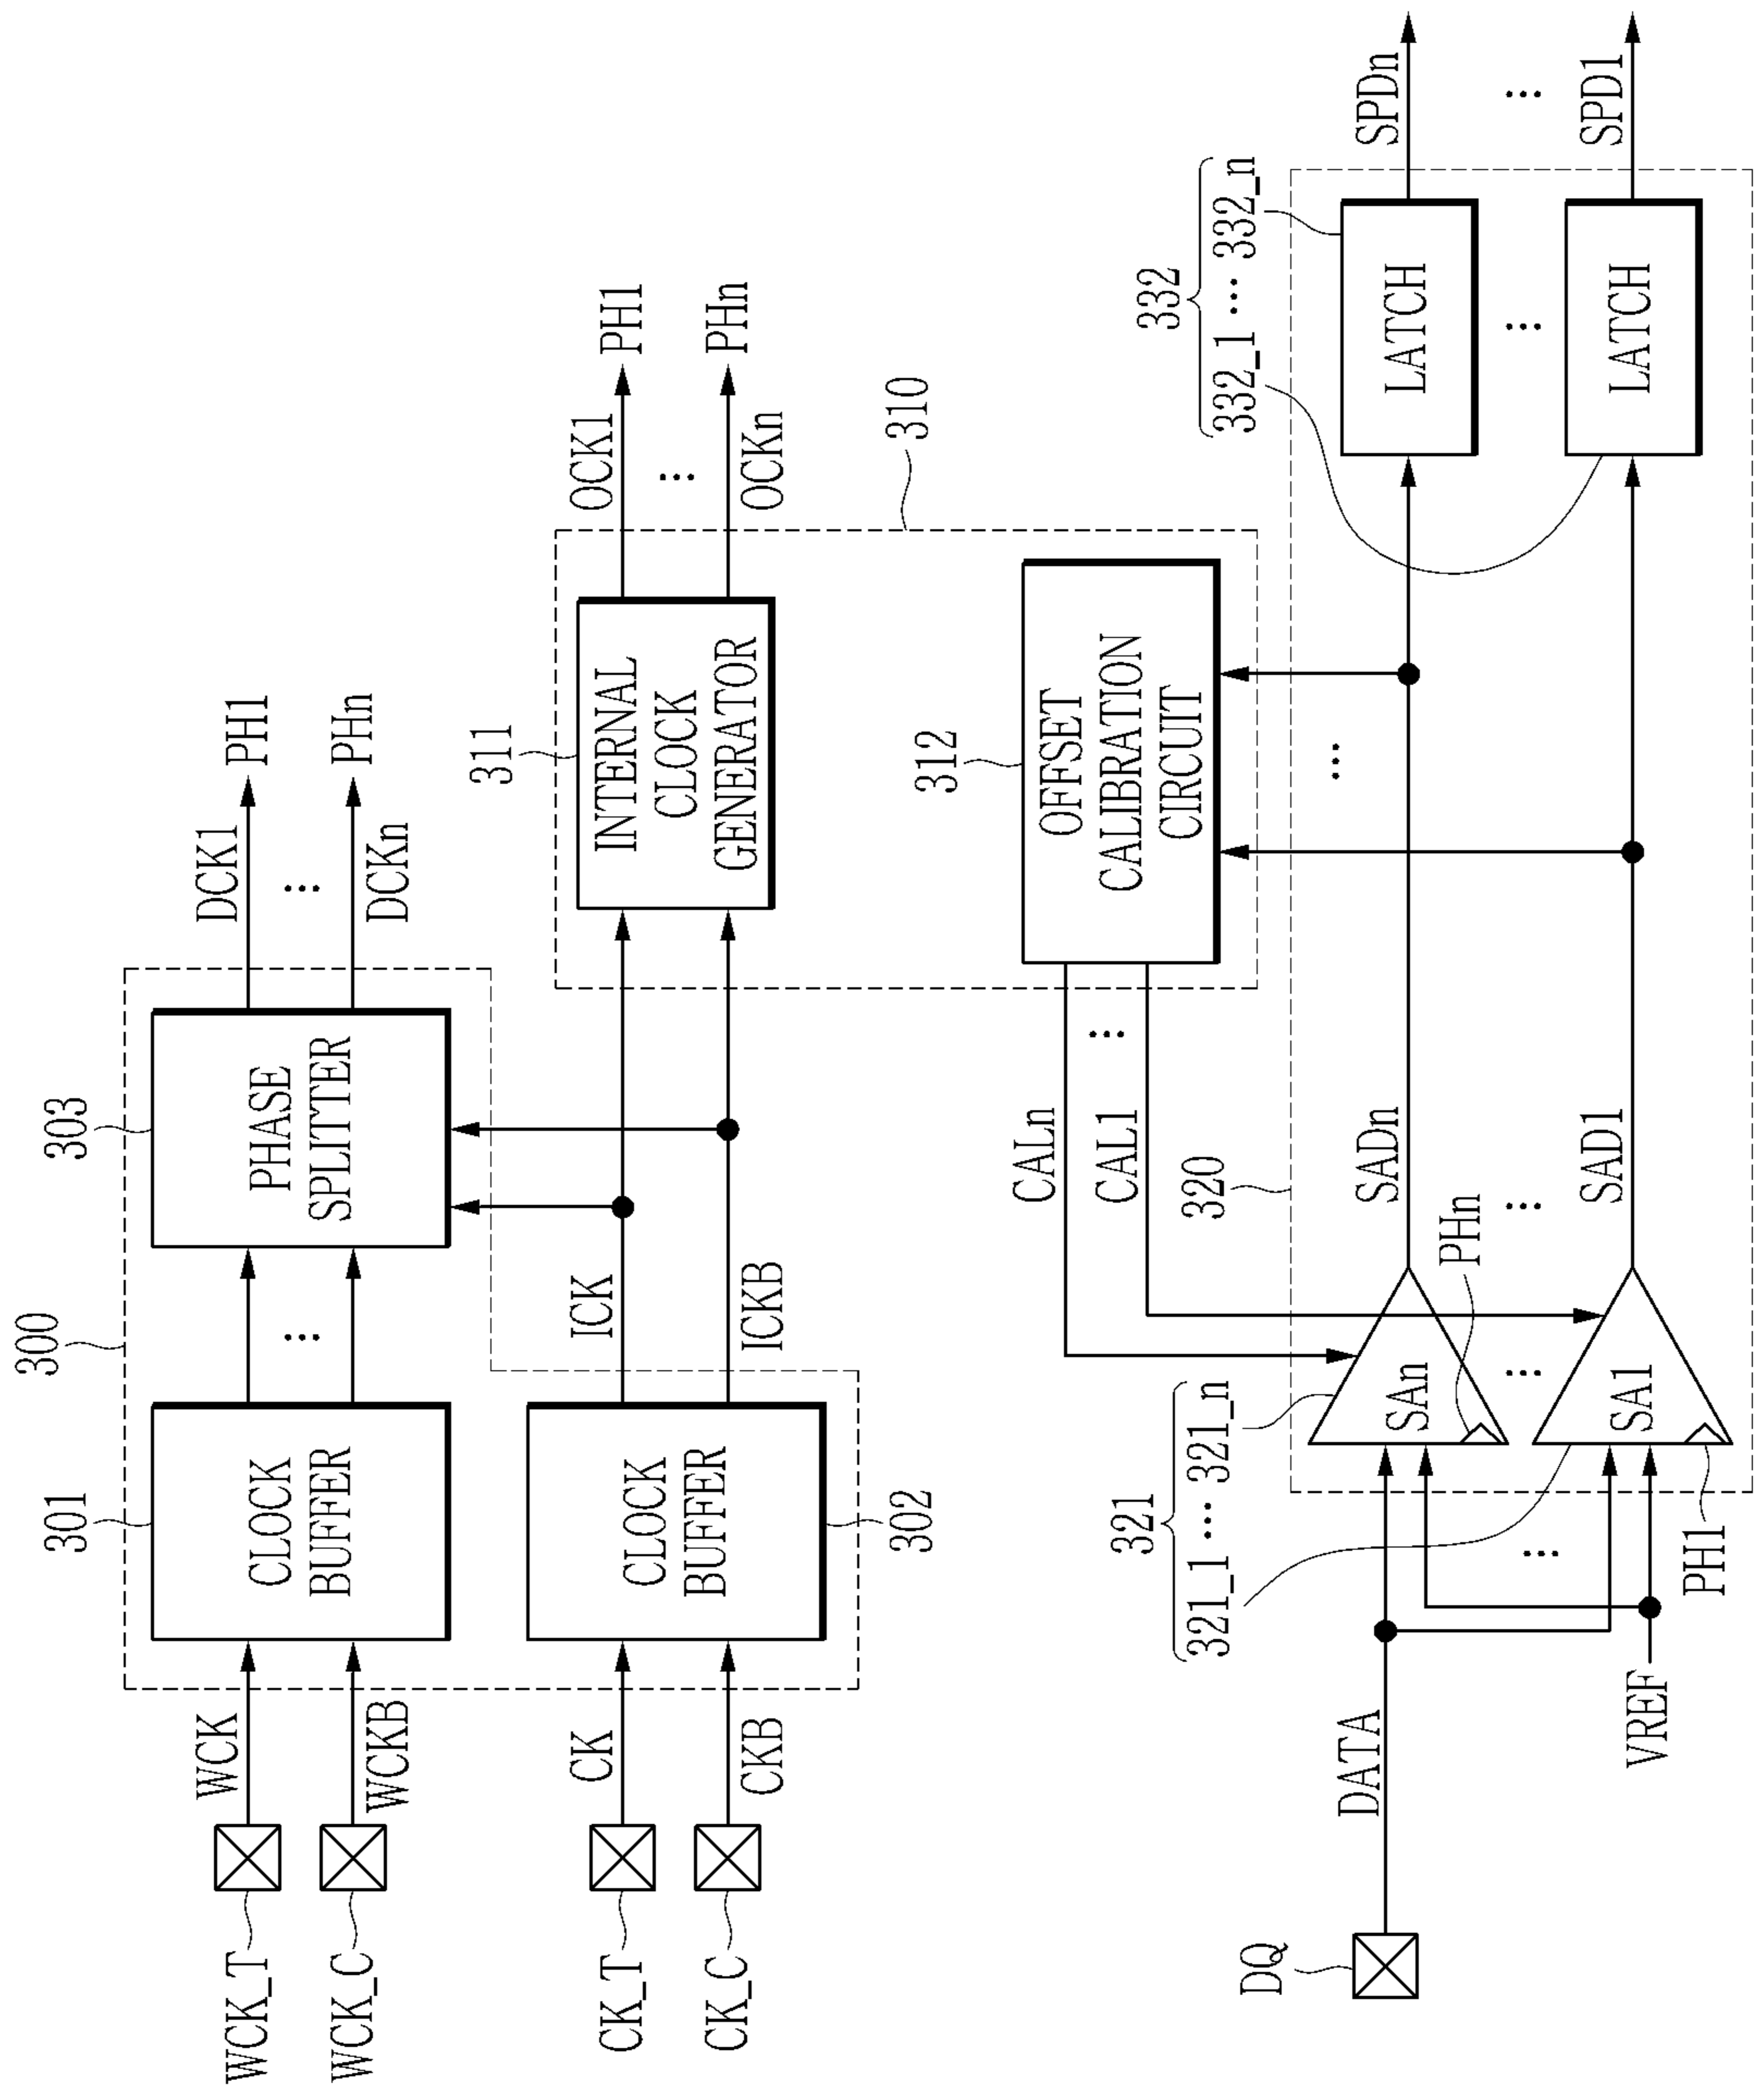 300
301
303
WCK_T
WCK
CLOCK
BUFFER
PHASE
SPLITTER
DCK1
PH1
⋮
⋮
WCK_C
WCKB
DCKn
PHn
311
CK_T
CK
CLOCK
BUFFER
ICK
INTERNAL
CLOCK
GENERATOR
OCK1
PH1
⋮
CK_C
CKB
ICKB
OCKn
PHn
302
310
312
OFFSET
CALIBRATION
CIRCUIT
CALn
⋮
CAL1
321
321_1 ⋯ 321_n
320
332
332_1 ⋯ 332_n
DQ
DATA
SAn
SADn
⋯
LATCH
SPDn
PHn
⋮
⋮
⋮
⋮
⋮
VREF
SA1
SAD1
LATCH
SPD1
PH1